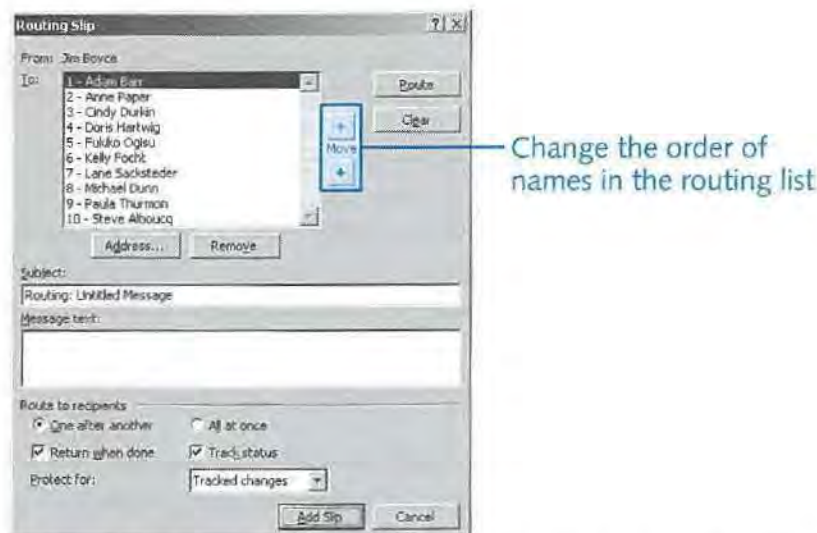 Routing Slip
From: Jim Boyce
To:
1 - Adam Barr
2 - Anne Paper
3 - Cindy Durkin
4 - Doris Hartwig
5 - Fukiko Ogisu
6 - Kelly Focht
7 - Lane Sacksteder
8 - Michael Dunn
9 - Paula Thurmon
10 - Steve Alboucq
Route
Clear
Move
Change the order of
names in the routing list
Address... Remove
Subject:
Routing: Untitled Message
Message text:
Route to recipients
One after another All at once
Return when done Track status
Protect for: Tracked changes
Add Slip Cancel